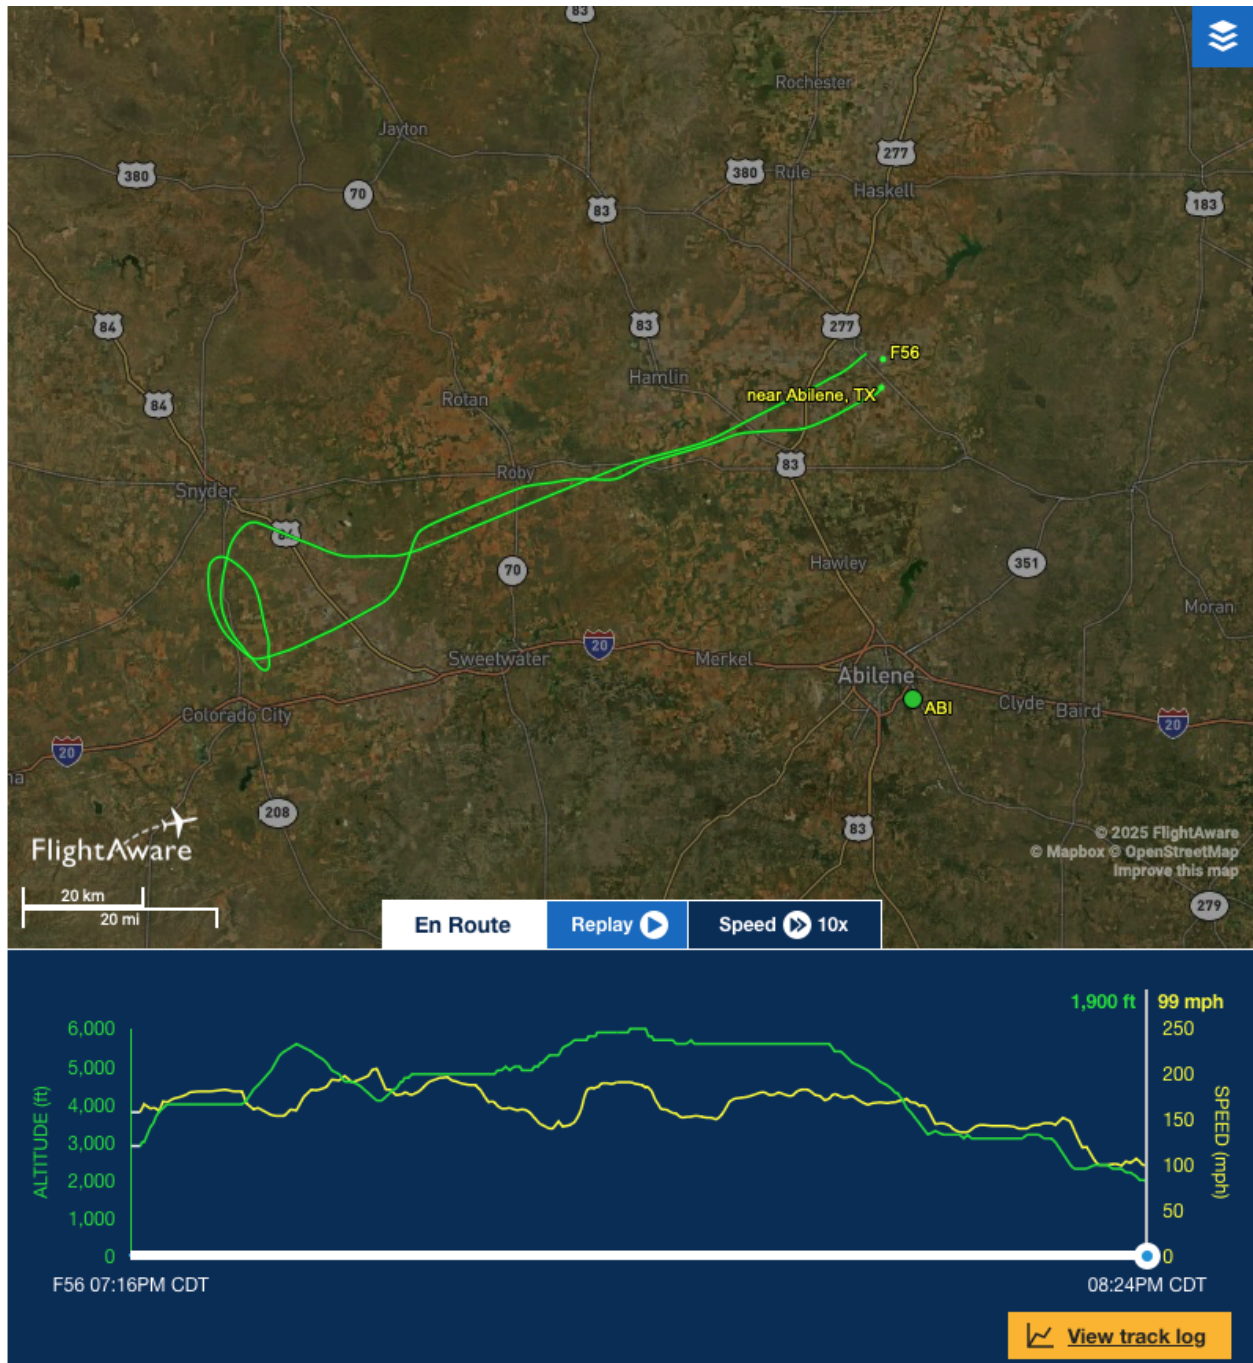 83
Rochester
Jayton
277
380
70
380
Rule
Haskell
83
183
84
83
277
F56
Hamlin
near Abilene, TX
Rotan
84
83
Roby
Snyder
84
Hawley
351
70
Moran
20
Sweetwater
Merkel
Abilene
ABI
Clyde
Baird
Colorado City
20
20
na
208
83
FlightAware
© 2025 FlightAware
© Mapbox © OpenStreetMap
Improve this map
20 km
20 mi
279
En Route
Replay
Speed 10x
1,900 ft 99 mph
6,000 250
5,000 200
4,000 150
3,000 100
2,000 50
1,000 0
0
ALTITUDE (ft)
SPEED (mph)
F56 07:16PM CDT
08:24PM CDT
View track log